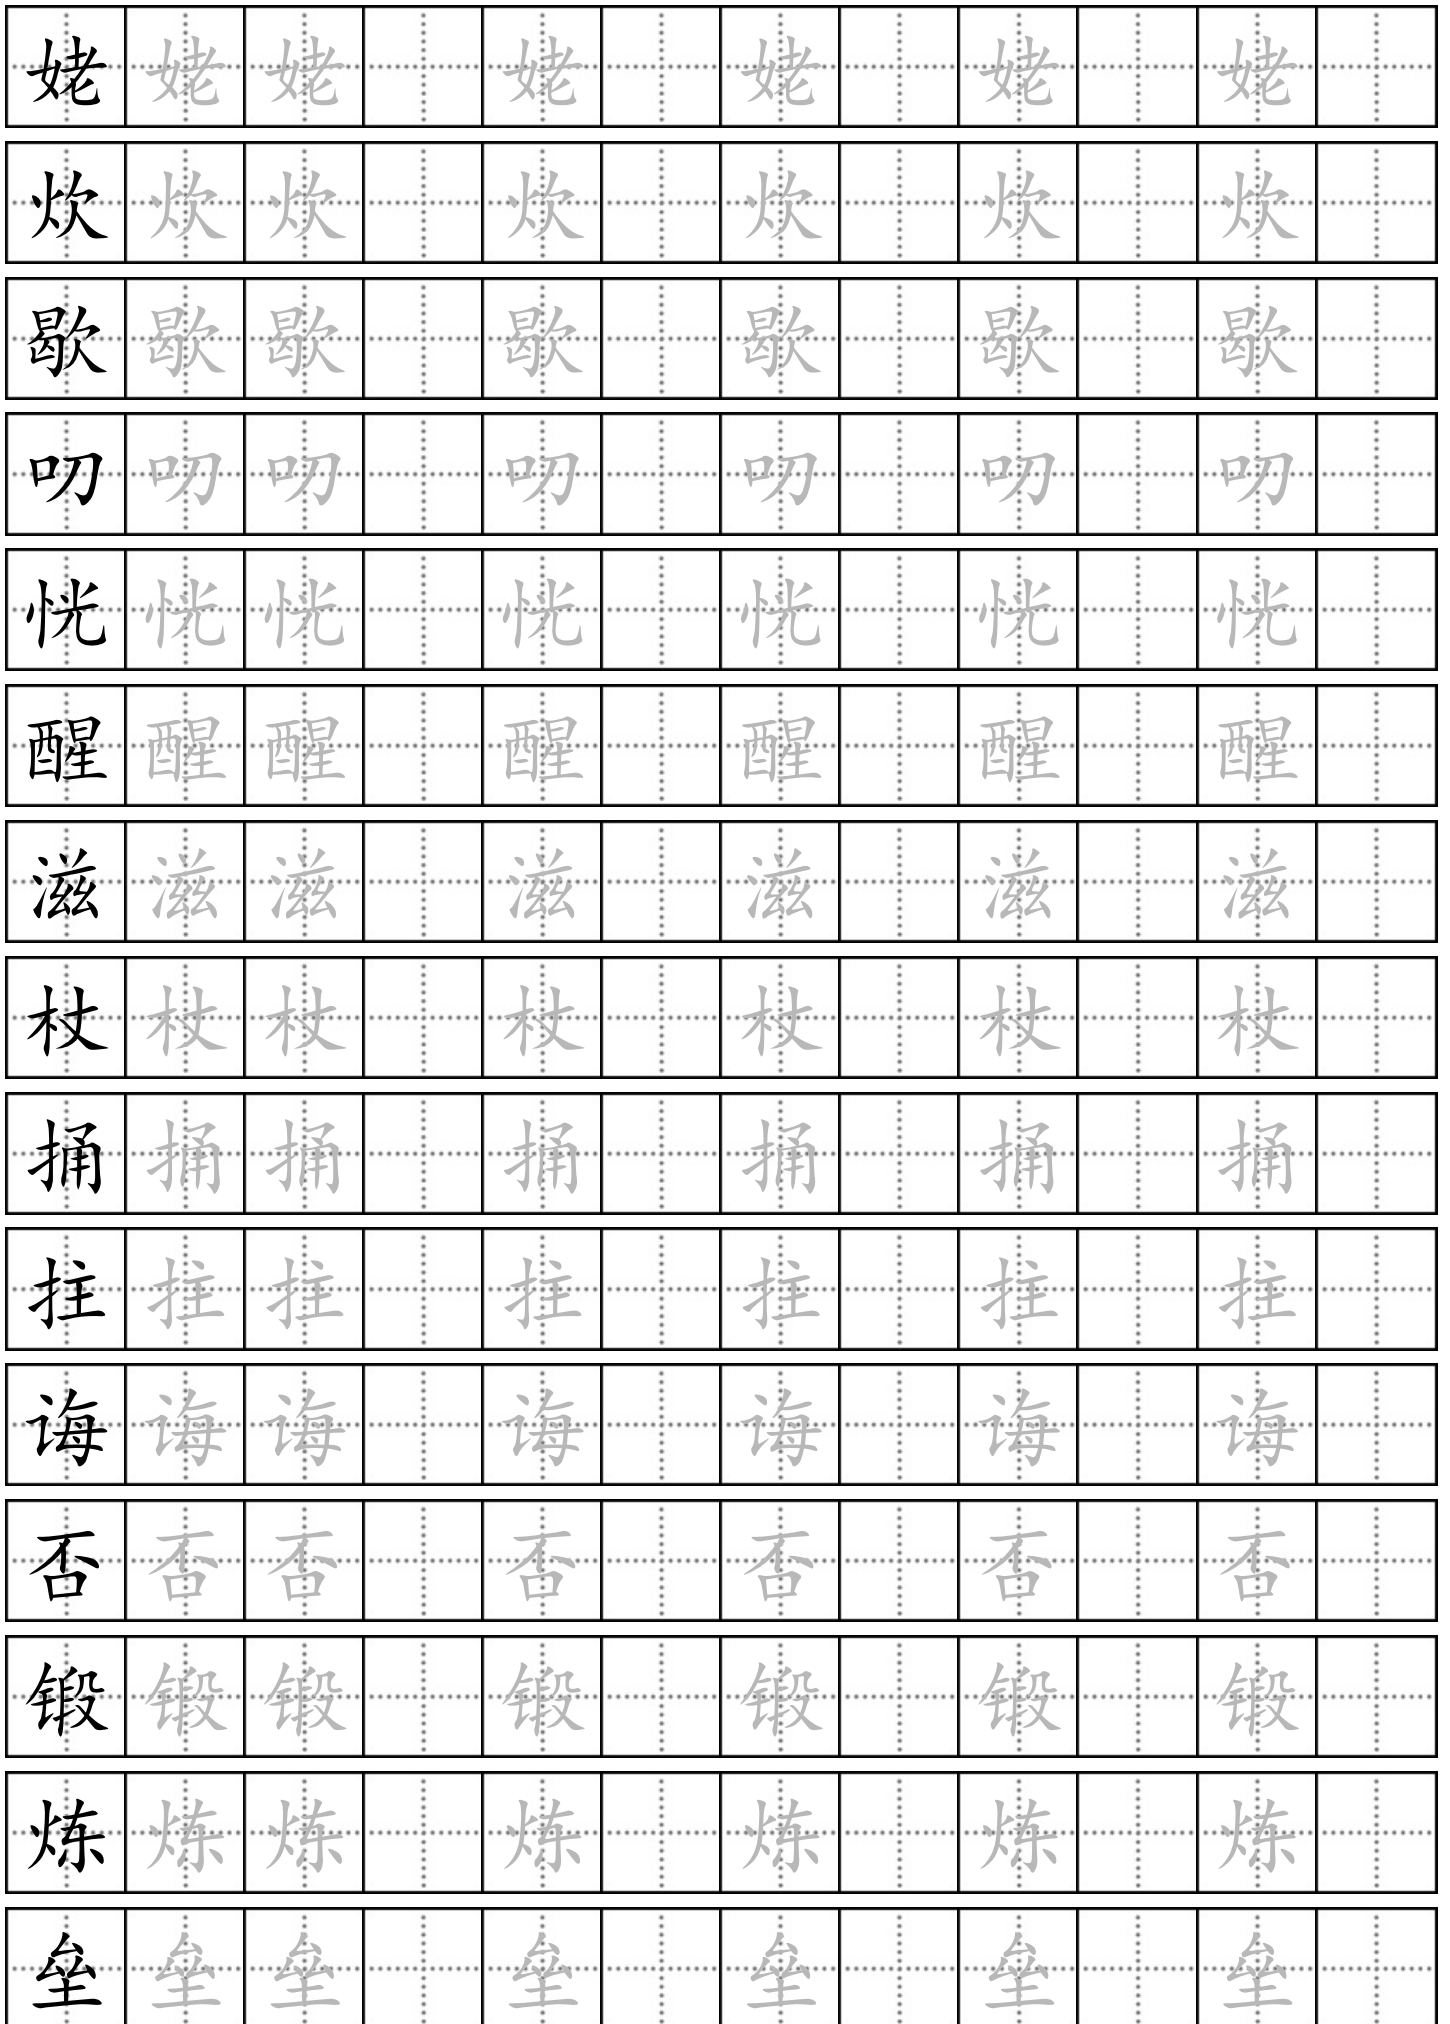 姥 姥 姥 姥 姥 姥 姥
炊 炊 炊 炊 炊 炊 炊
歇 歇 歇 歇 歇 歇 歇
叨 叨 叨 叨 叨 叨 叨
恍 恍 恍 恍 恍 恍 恍
醒 醒 醒 醒 醒 醒 醒
滋 滋 滋 滋 滋 滋 滋
杖 杖 杖 杖 杖 杖 杖
捅 捅 捅 捅 捅 捅 捅
拄 拄 拄 拄 拄 拄 拄
诲 诲 诲 诲 诲 诲 诲
否 否 否 否 否 否 否
锻 锻 锻 锻 锻 锻 锻
炼 炼 炼 炼 炼 炼 炼
垒 垒 垒 垒 垒 垒 垒